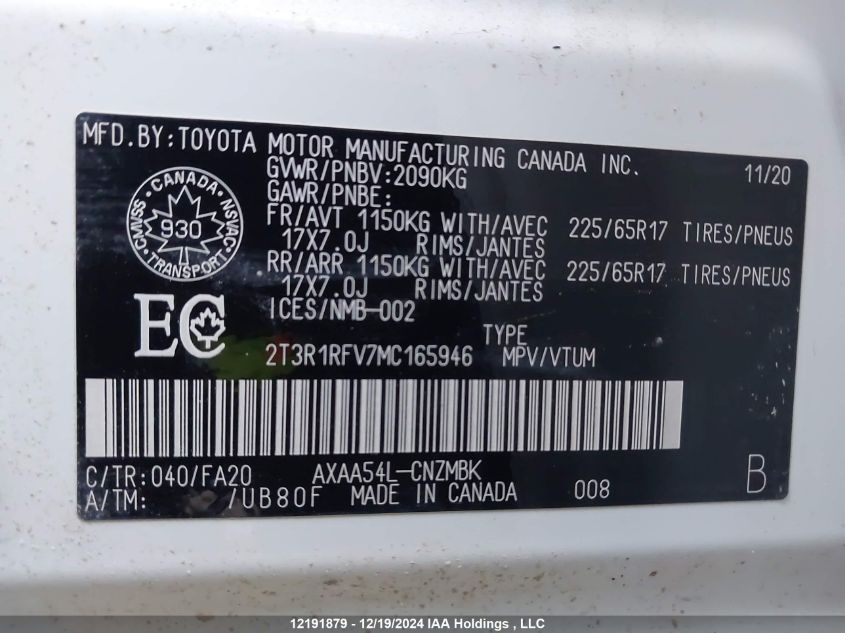 MFD.BY:TOYOTA MOTOR MANUFACTURING CANADA INC. 11/20
GVWR/PNBV:2090KG
GAWR/PNBE:
FR/AVT 1150KG WITH/AVEC 225/65R17 TIRES/PNEUS
17X7.0J RIMS/JANTES
RR/ARR 1150KG WITH/AVEC 225/65R17 TIRES/PNEUS
17X7.0J RIMS/JANTES
ICES/NMB-002
CANADA
CMVSS 930 NSVAC
TRANSPORT
EC
TYPE
2T3R1RFV7MC165946 MPV/VTUM
C/TR:040/FA20 AXAA54L-CNZMBK
A/TM: /UB80F MADE IN CANADA 008 B
12191879 - 12/19/2024 IAA Holdings , LLC